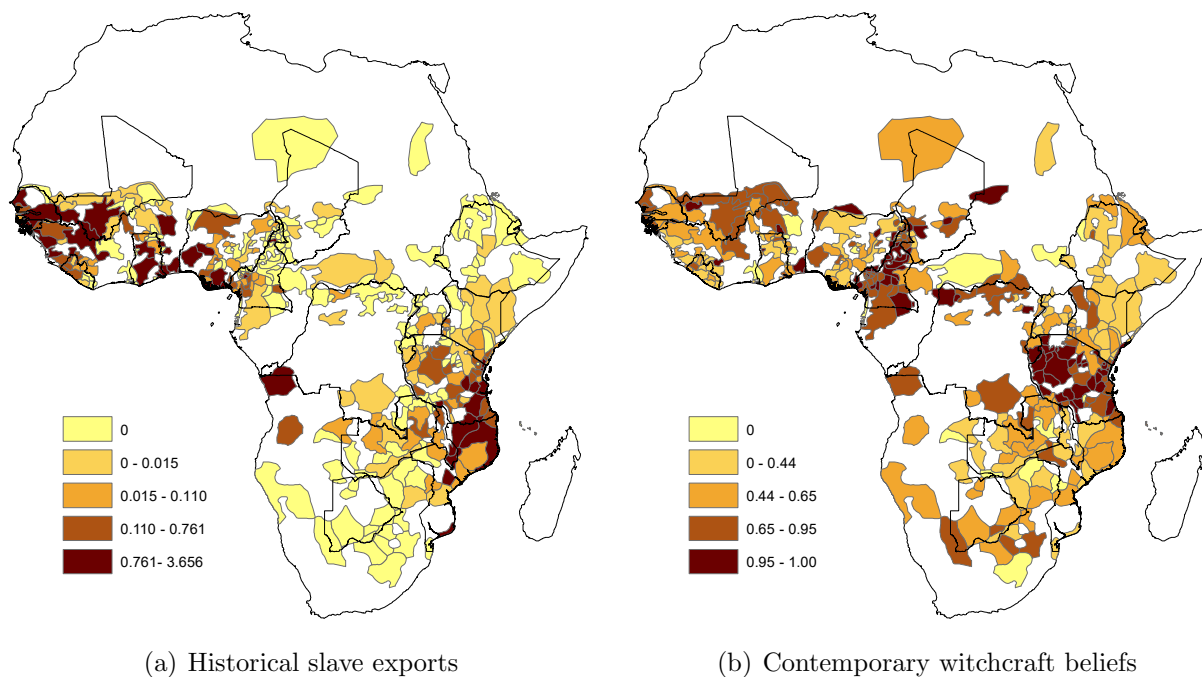 0
0 - 0.015
0.015 - 0.110
0.110 - 0.761
0.761- 3.656
0
0 - 0.44
0.44 - 0.65
0.65 - 0.95
0.95 - 1.00
(a) Historical slave exports
(b) Contemporary witchcraft beliefs